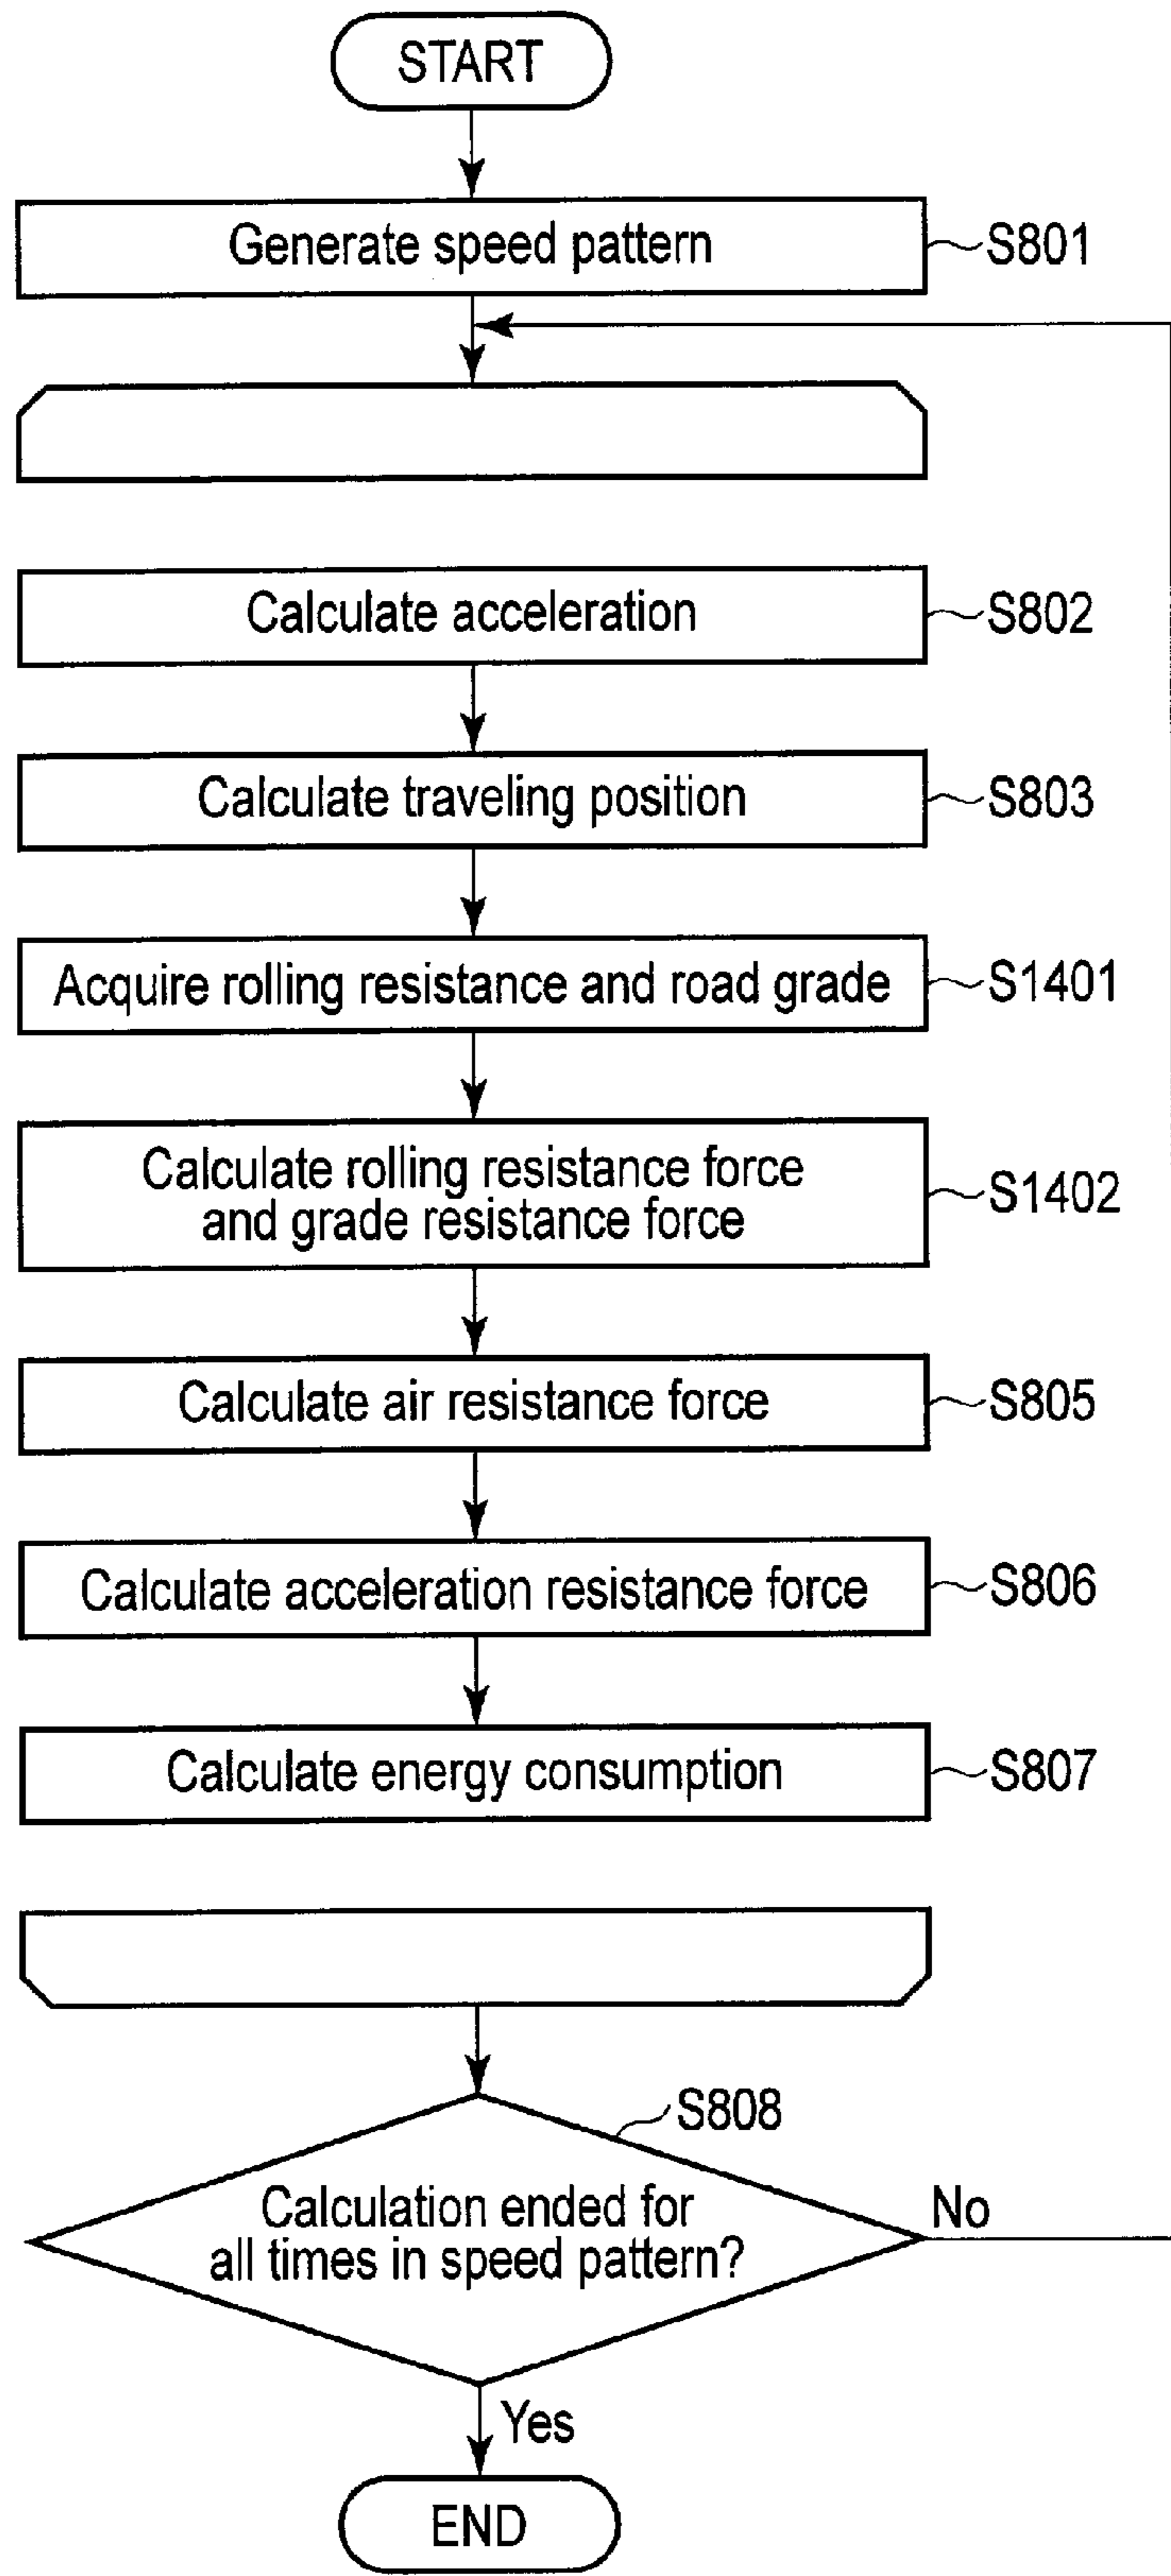 START
Generate speed pattern
S801
Calculate acceleration
S802
Calculate traveling position
S803
Acquire rolling resistance and road grade
S1401
Calculate rolling resistance force
and grade resistance force
S1402
Calculate air resistance force
S805
Calculate acceleration resistance force
S806
Calculate energy consumption
S807
S808
Calculation ended for
all times in speed pattern?
No
Yes
END